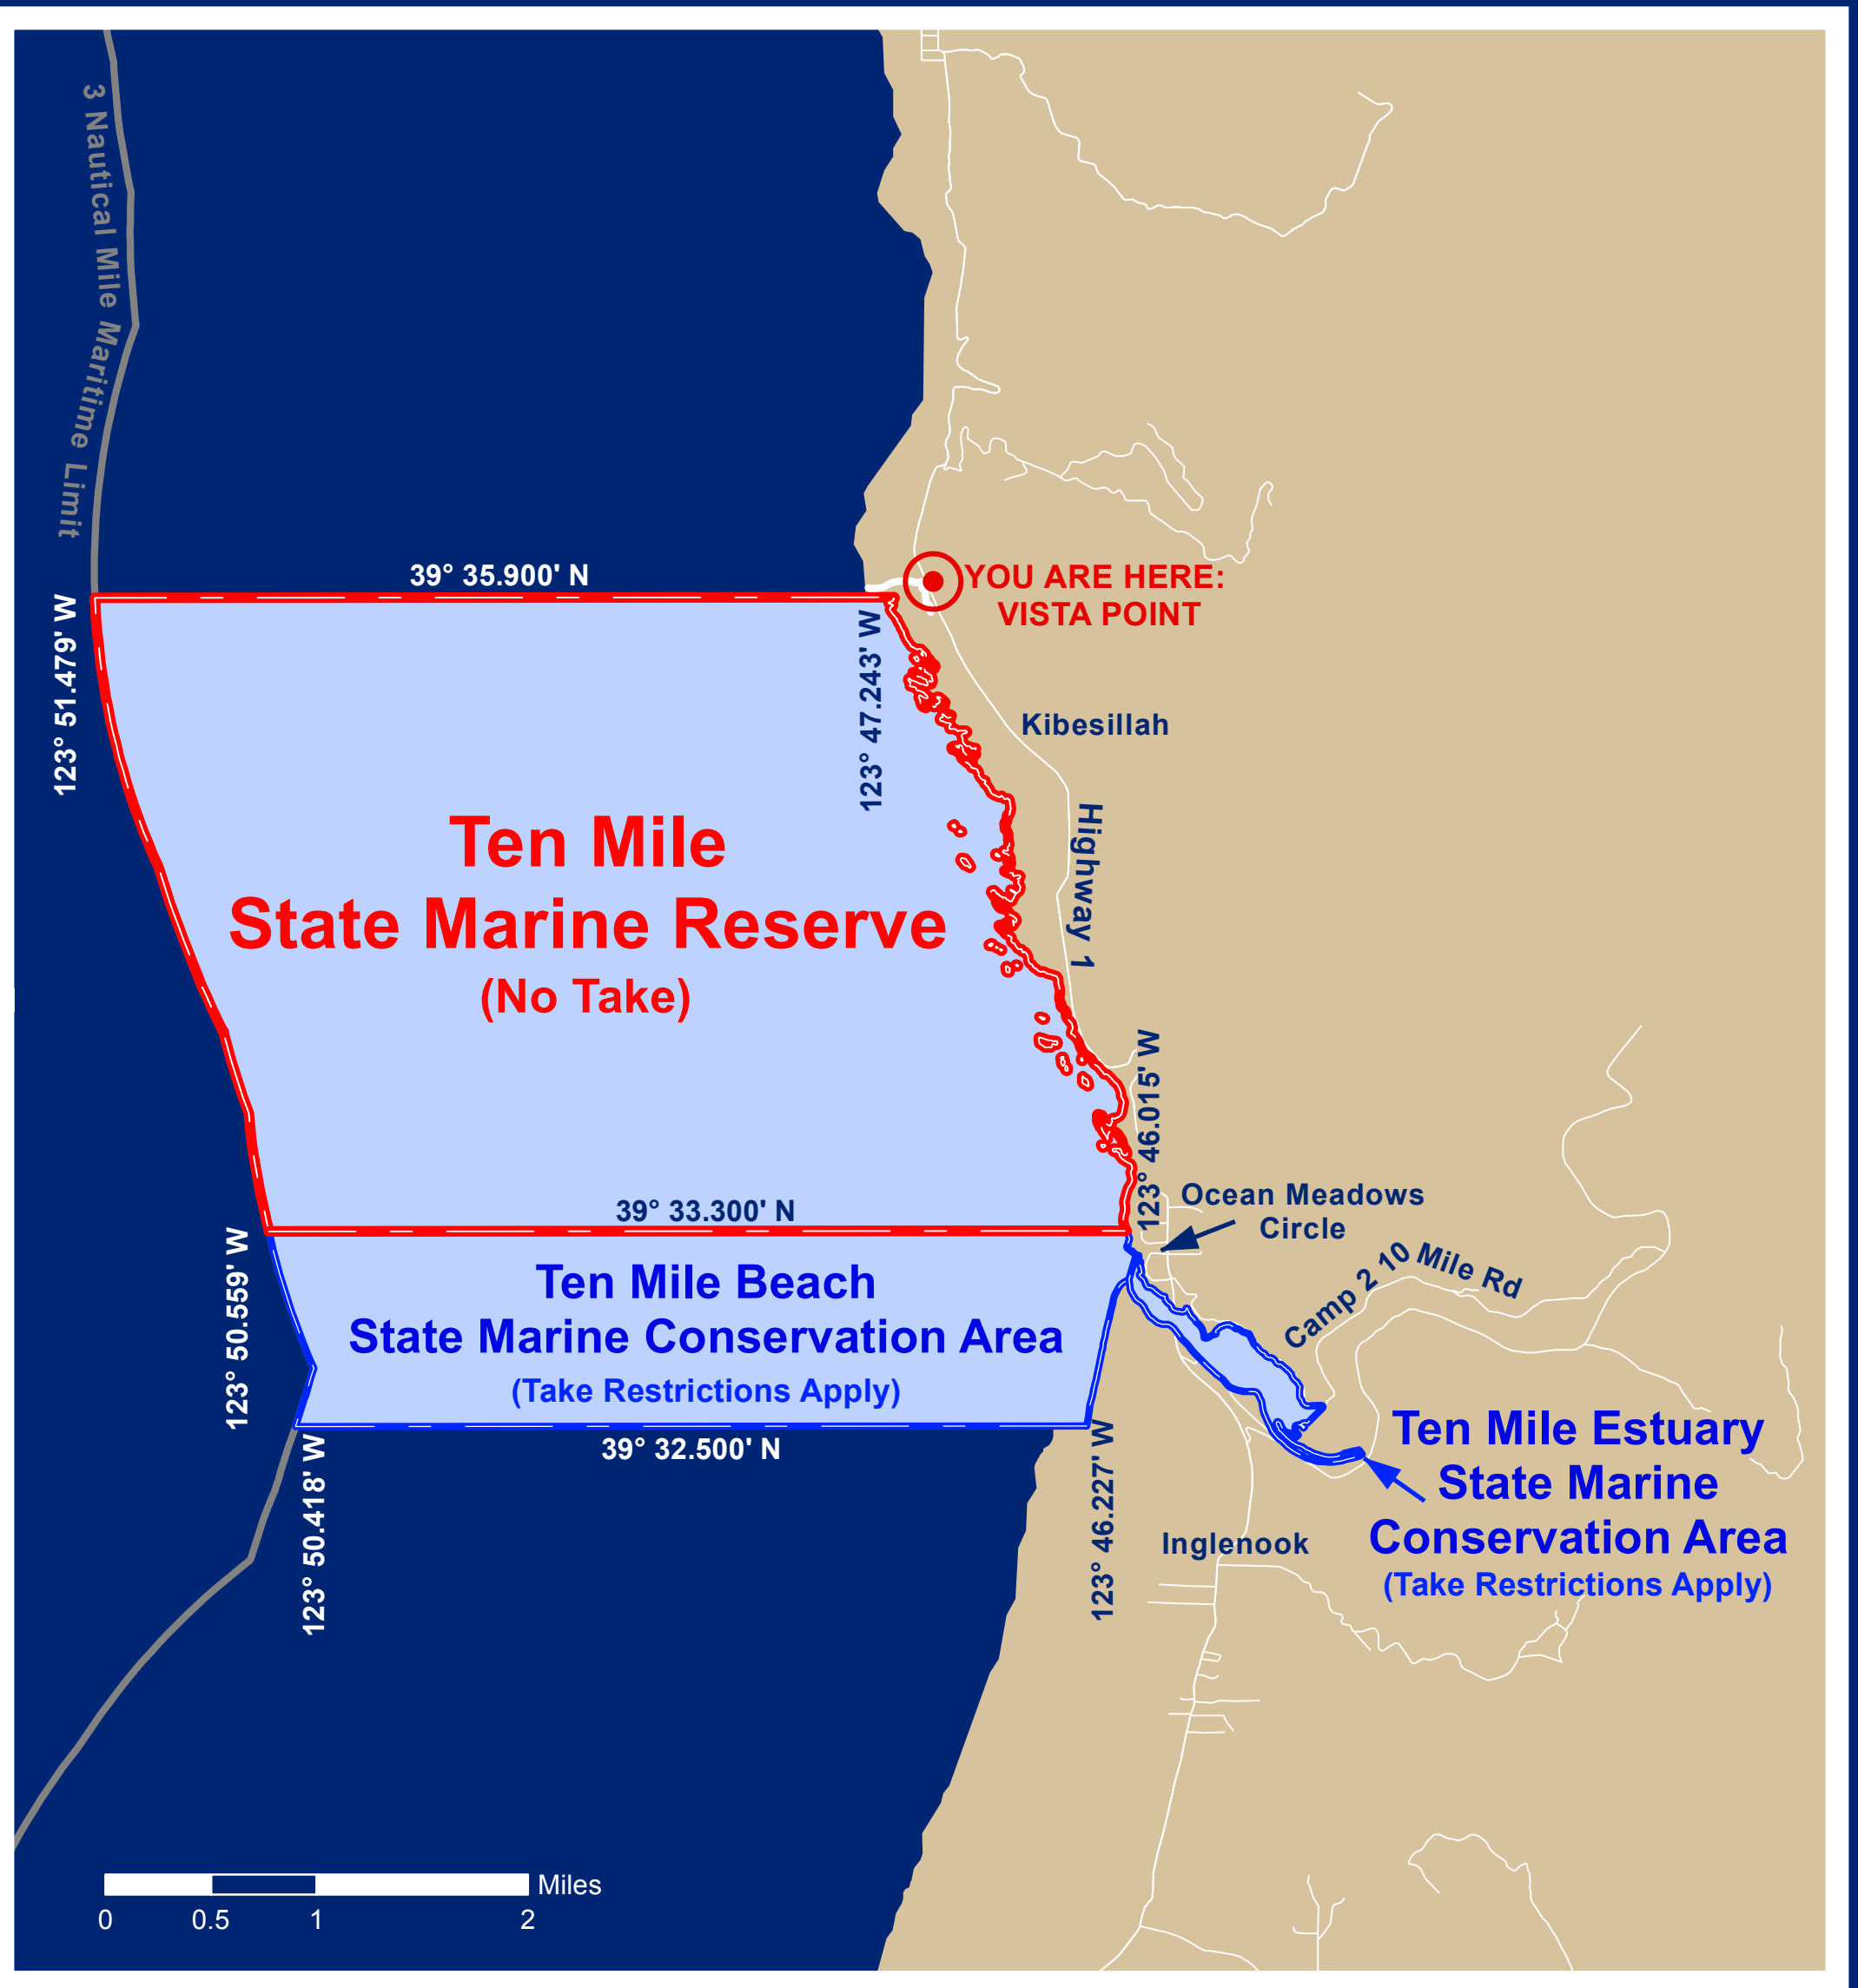 3 Nautical Mile Maritime Limit
39° 35.900' N
YOU ARE HERE:
VISTA POINT
123° 51.479' W
123° 47.243' W
Kibesillah
Highway 1
Ten Mile
State Marine Reserve
(No Take)
123° 46.015' W
Ocean Meadows
Circle
39° 33.300' N
123° 50.559' W
Ten Mile Beach
State Marine Conservation Area
(Take Restrictions Apply)
Camp 2 10 Mile Rd
39° 32.500' N
123° 50.418' W
123° 46.227' W
Ten Mile Estuary
State Marine
Conservation Area
(Take Restrictions Apply)
Inglenook
Miles
0 0.5 1 2